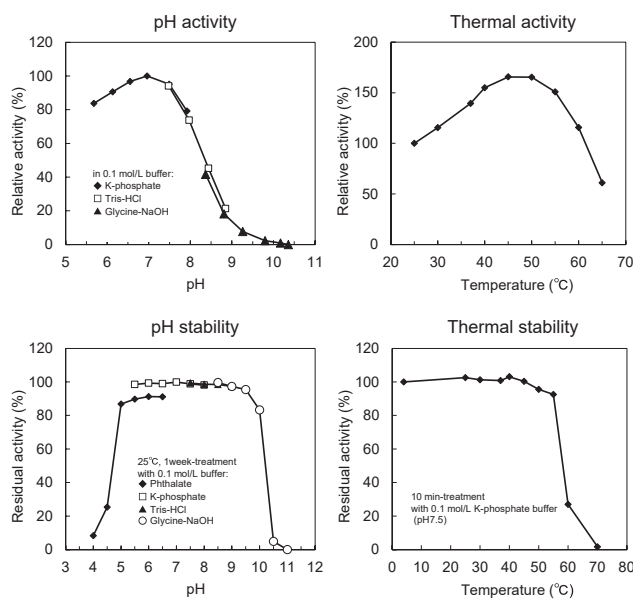 pH activity
120
100
80
60
40
20
0
Relative activity (%)
in 0.1 mol/L buffer:
K-phosphate
Tris-HCl
Glycine-NaOH
5 6 7 8 9 10 11
pH
Thermal activity
200
150
100
50
0
Relative activity (%)
20 30 40 50 60 70
Temperature (℃)
pH stability
120
100
80
60
40
20
0
Residual activity (%)
25℃, 1week-treatment
with 0.1 mol/L buffer:
Phthalate
K-phosphate
Tris-HCl
Glycine-NaOH
3 4 5 6 7 8 9 10 11 12
pH
Thermal stability
120
100
80
60
40
20
0
Residual activity (%)
10 min-treatment
with 0.1 mol/L K-phosphate buffer
(pH7.5)
0 10 20 30 40 50 60 70 80
Temperature (℃)